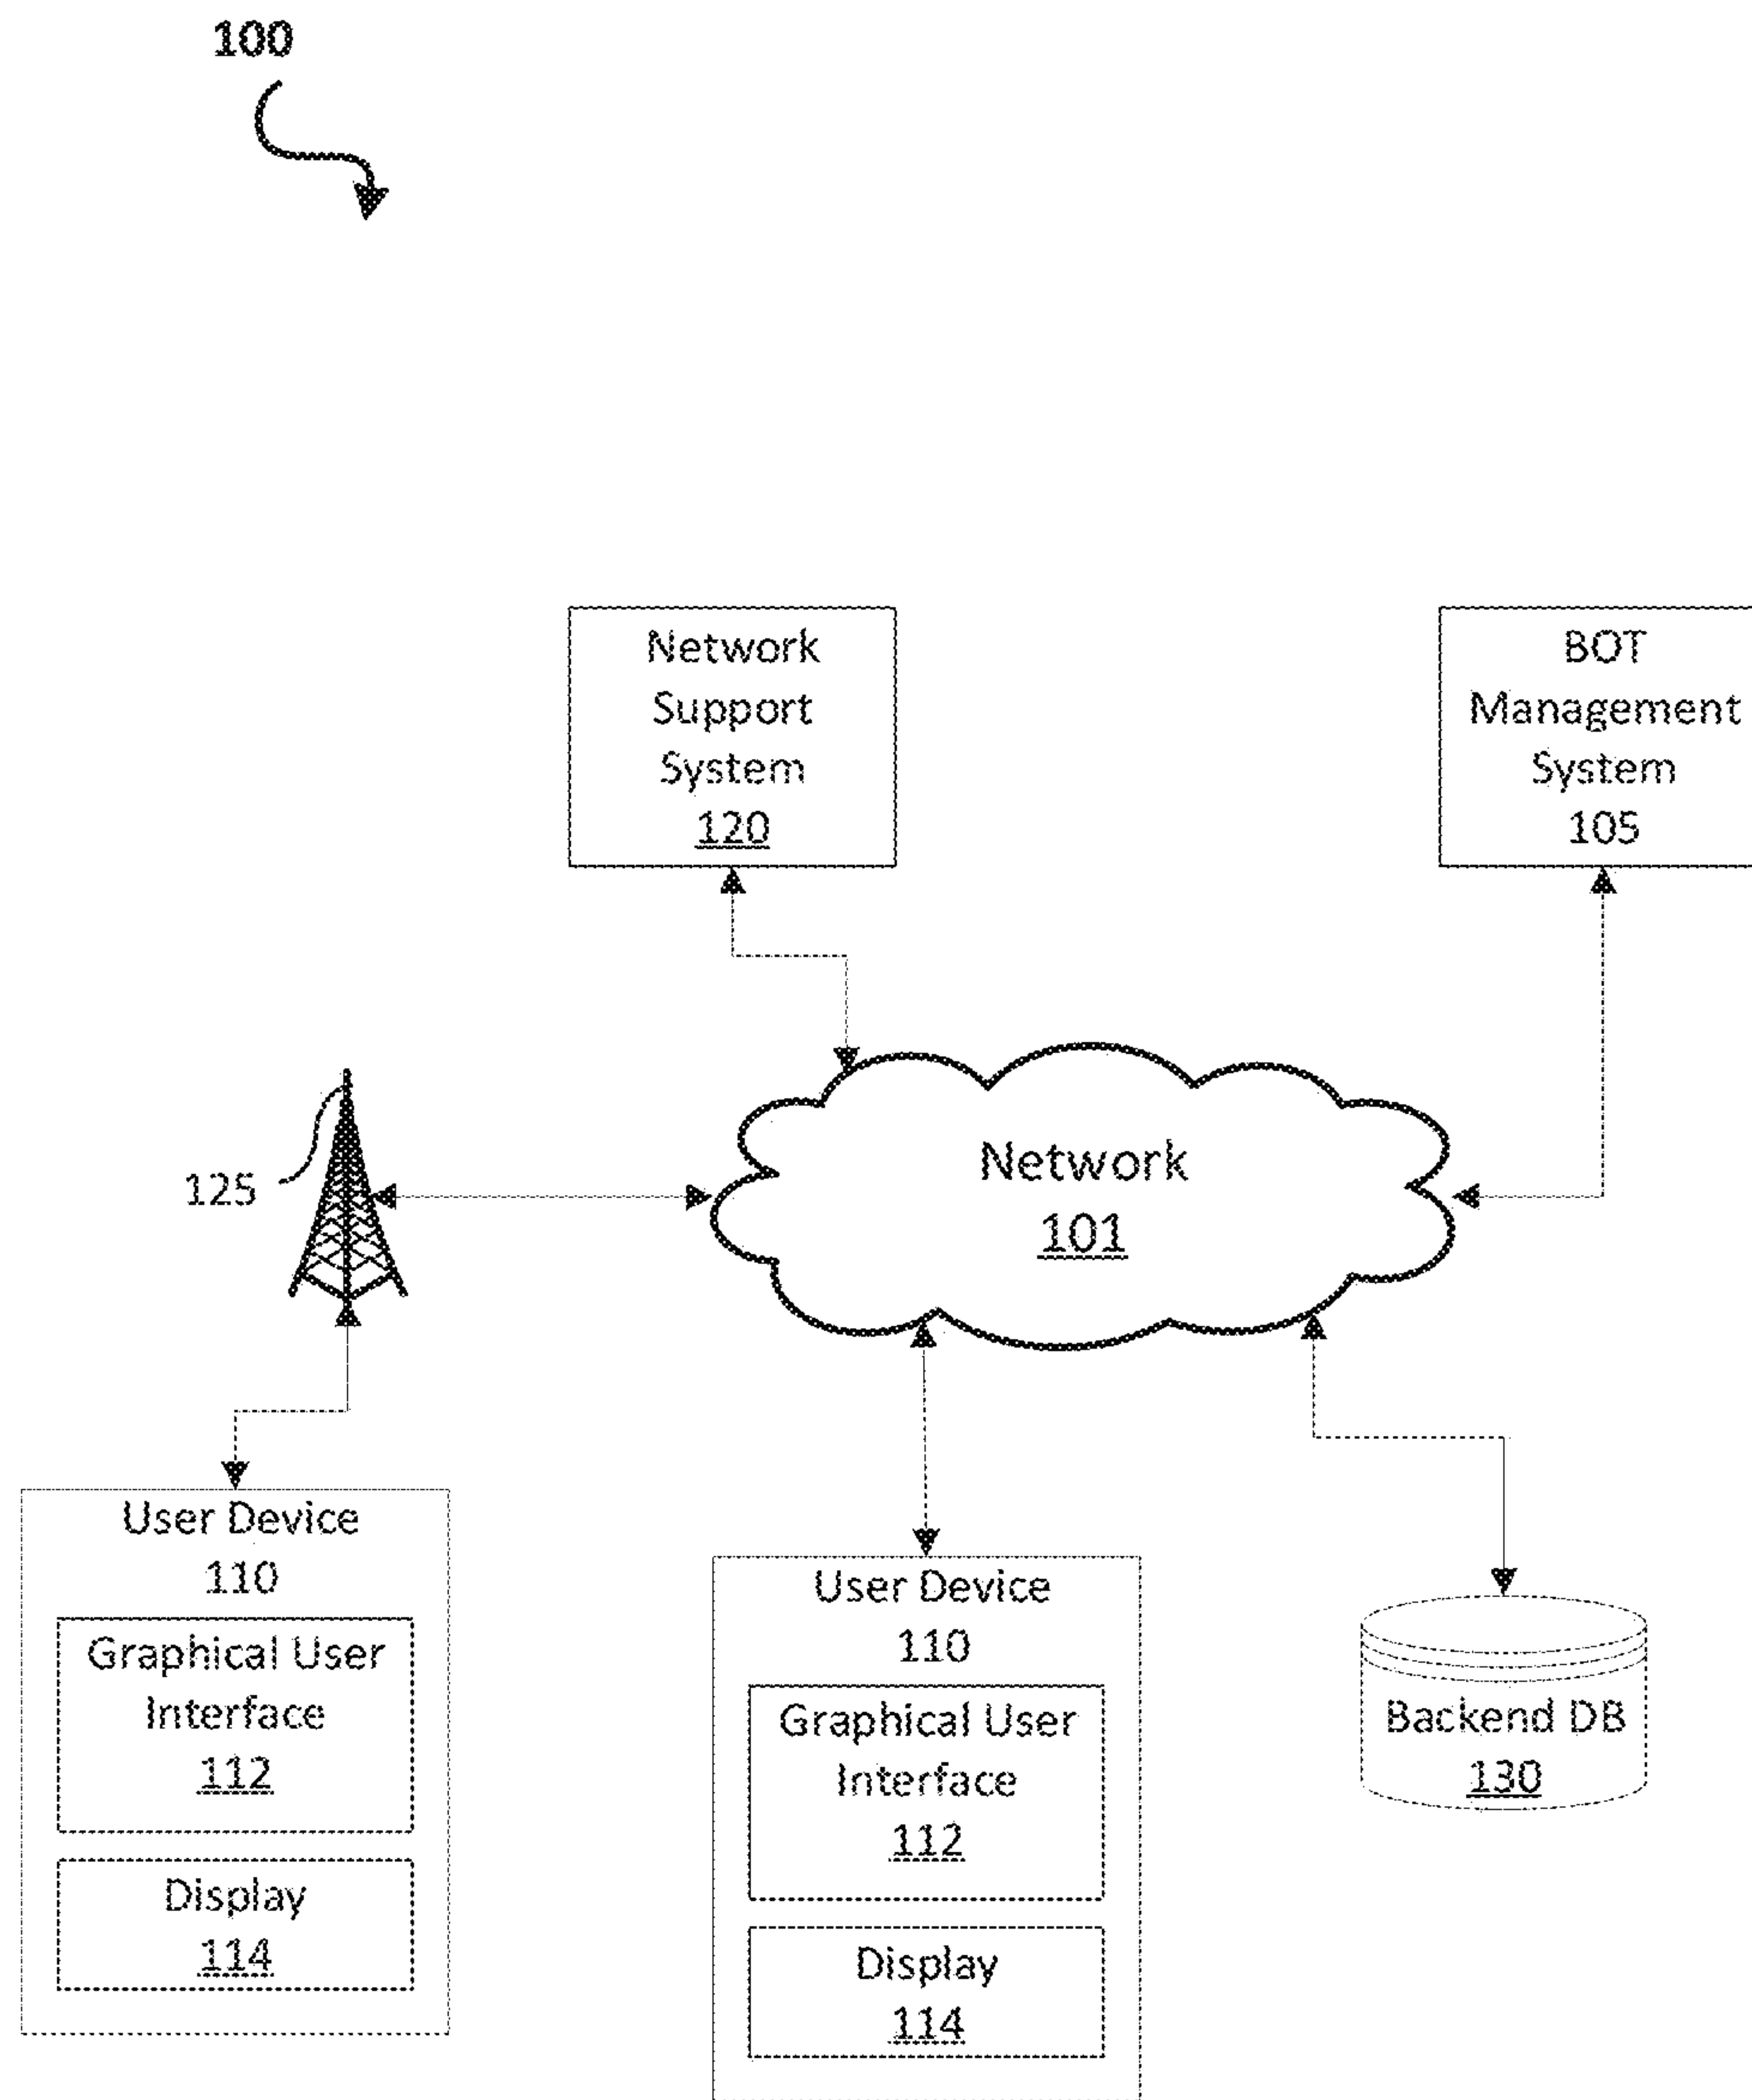 100
Network
Support
System
120
BOT
Management
System
105
125
Network
101
User Device
110
Graphical User
Interface
112
Display
114
User Device
110
Graphical User
Interface
112
Display
114
Backend DB
130